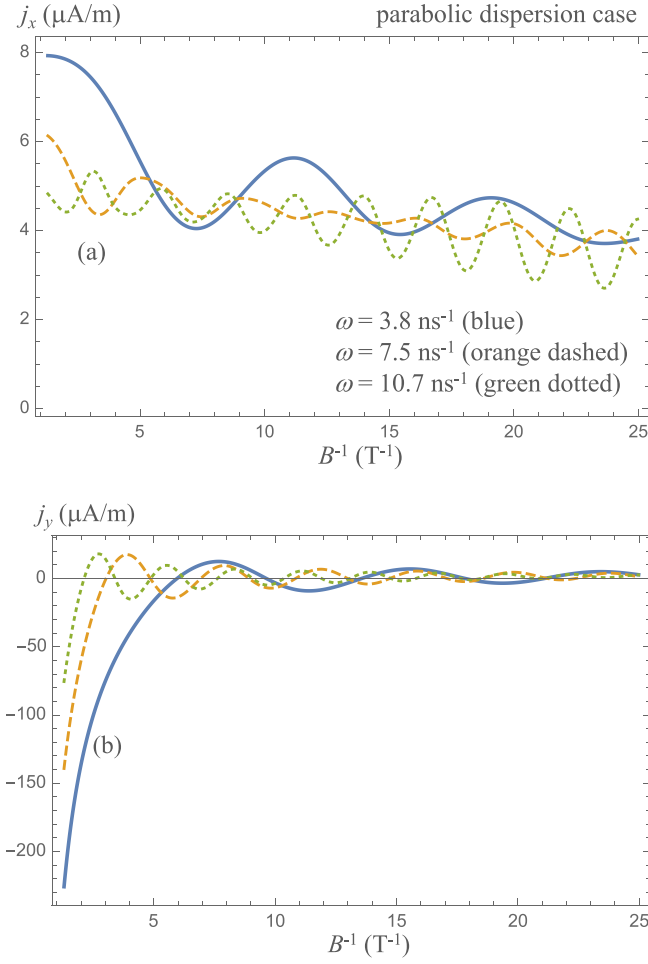 jₓ (μA/m) parabolic dispersion case
8
6
4
2
0
(a)
ω = 3.8 ns⁻¹ (blue)
ω = 7.5 ns⁻¹ (orange dashed)
ω = 10.7 ns⁻¹ (green dotted)
5 10 15 20 25
B⁻¹ (T⁻¹)
j_y (μA/m)
0
−50
−100
−150
−200
(b)
5 10 15 20 25
B⁻¹ (T⁻¹)